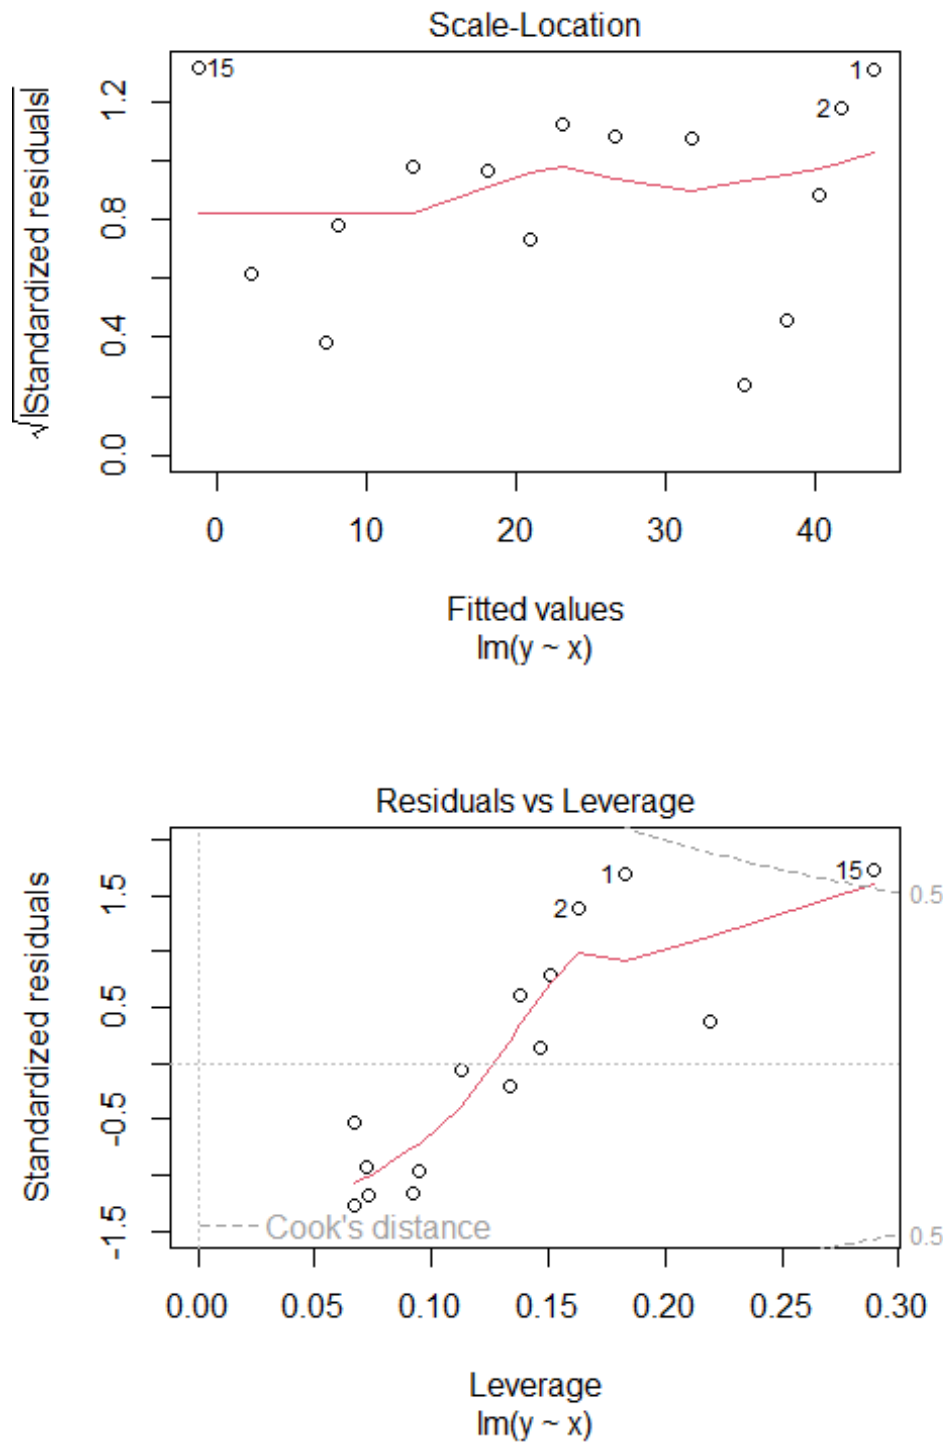 Scale-Location
√|Standardized residuals|
0.0 0.4 0.8 1.2
15
1
2
0 10 20 30 40
Fitted values
lm(y ~ x)
Residuals vs Leverage
Standardized residuals
-1.5 -0.5 0.5 1.5
1
2
15
0.5
0.5
Cook's distance
0.00 0.05 0.10 0.15 0.20 0.25 0.30
Leverage
lm(y ~ x)